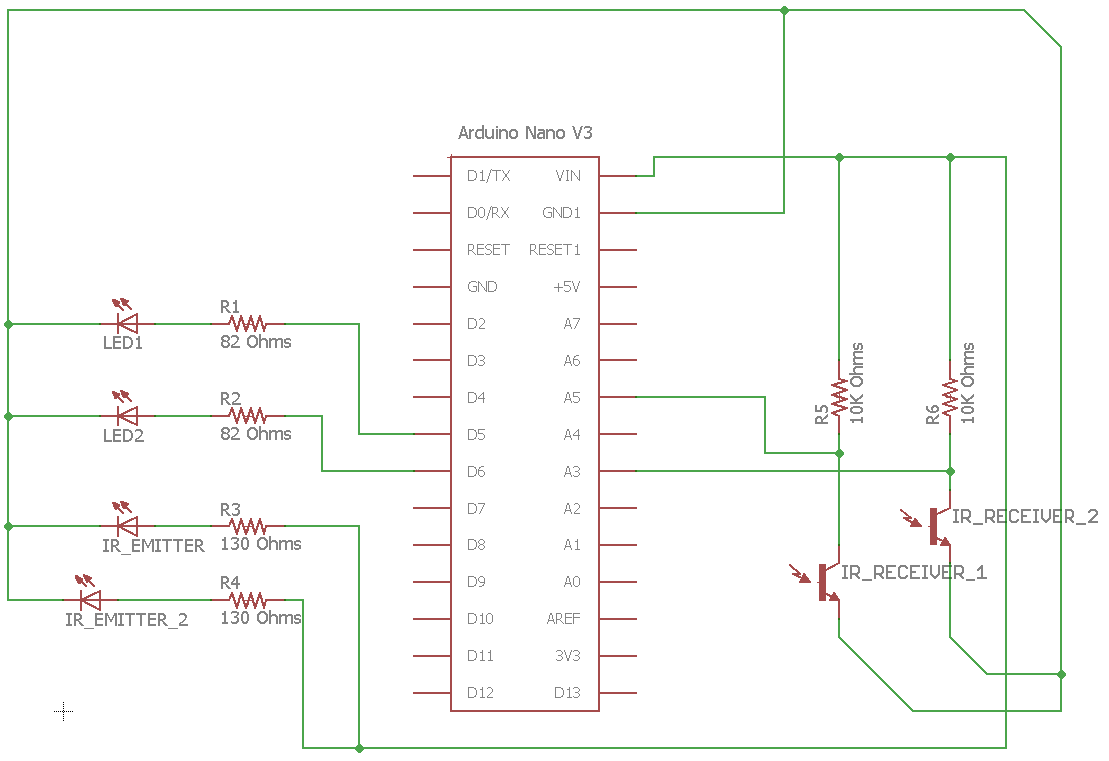 Arduino Nano V3
D1/TX VIN
D0/RX GND1
RESET RESET1
GND +5V
D2 A7
D3 A6
D4 A5
D5 A4
D6 A3
D7 A2
D8 A1
D9 A0
D10 AREF
D11 3V3
D12 D13
R1
LED1
82 Ohms
R2
LED2
82 Ohms
R3
IR_EMITTER
130 Ohms
R4
IR_EMITTER_2
130 Ohms
R5
10K Ohms
R6
10K Ohms
IR_RECEIVER_2
IR_RECEIVER_1